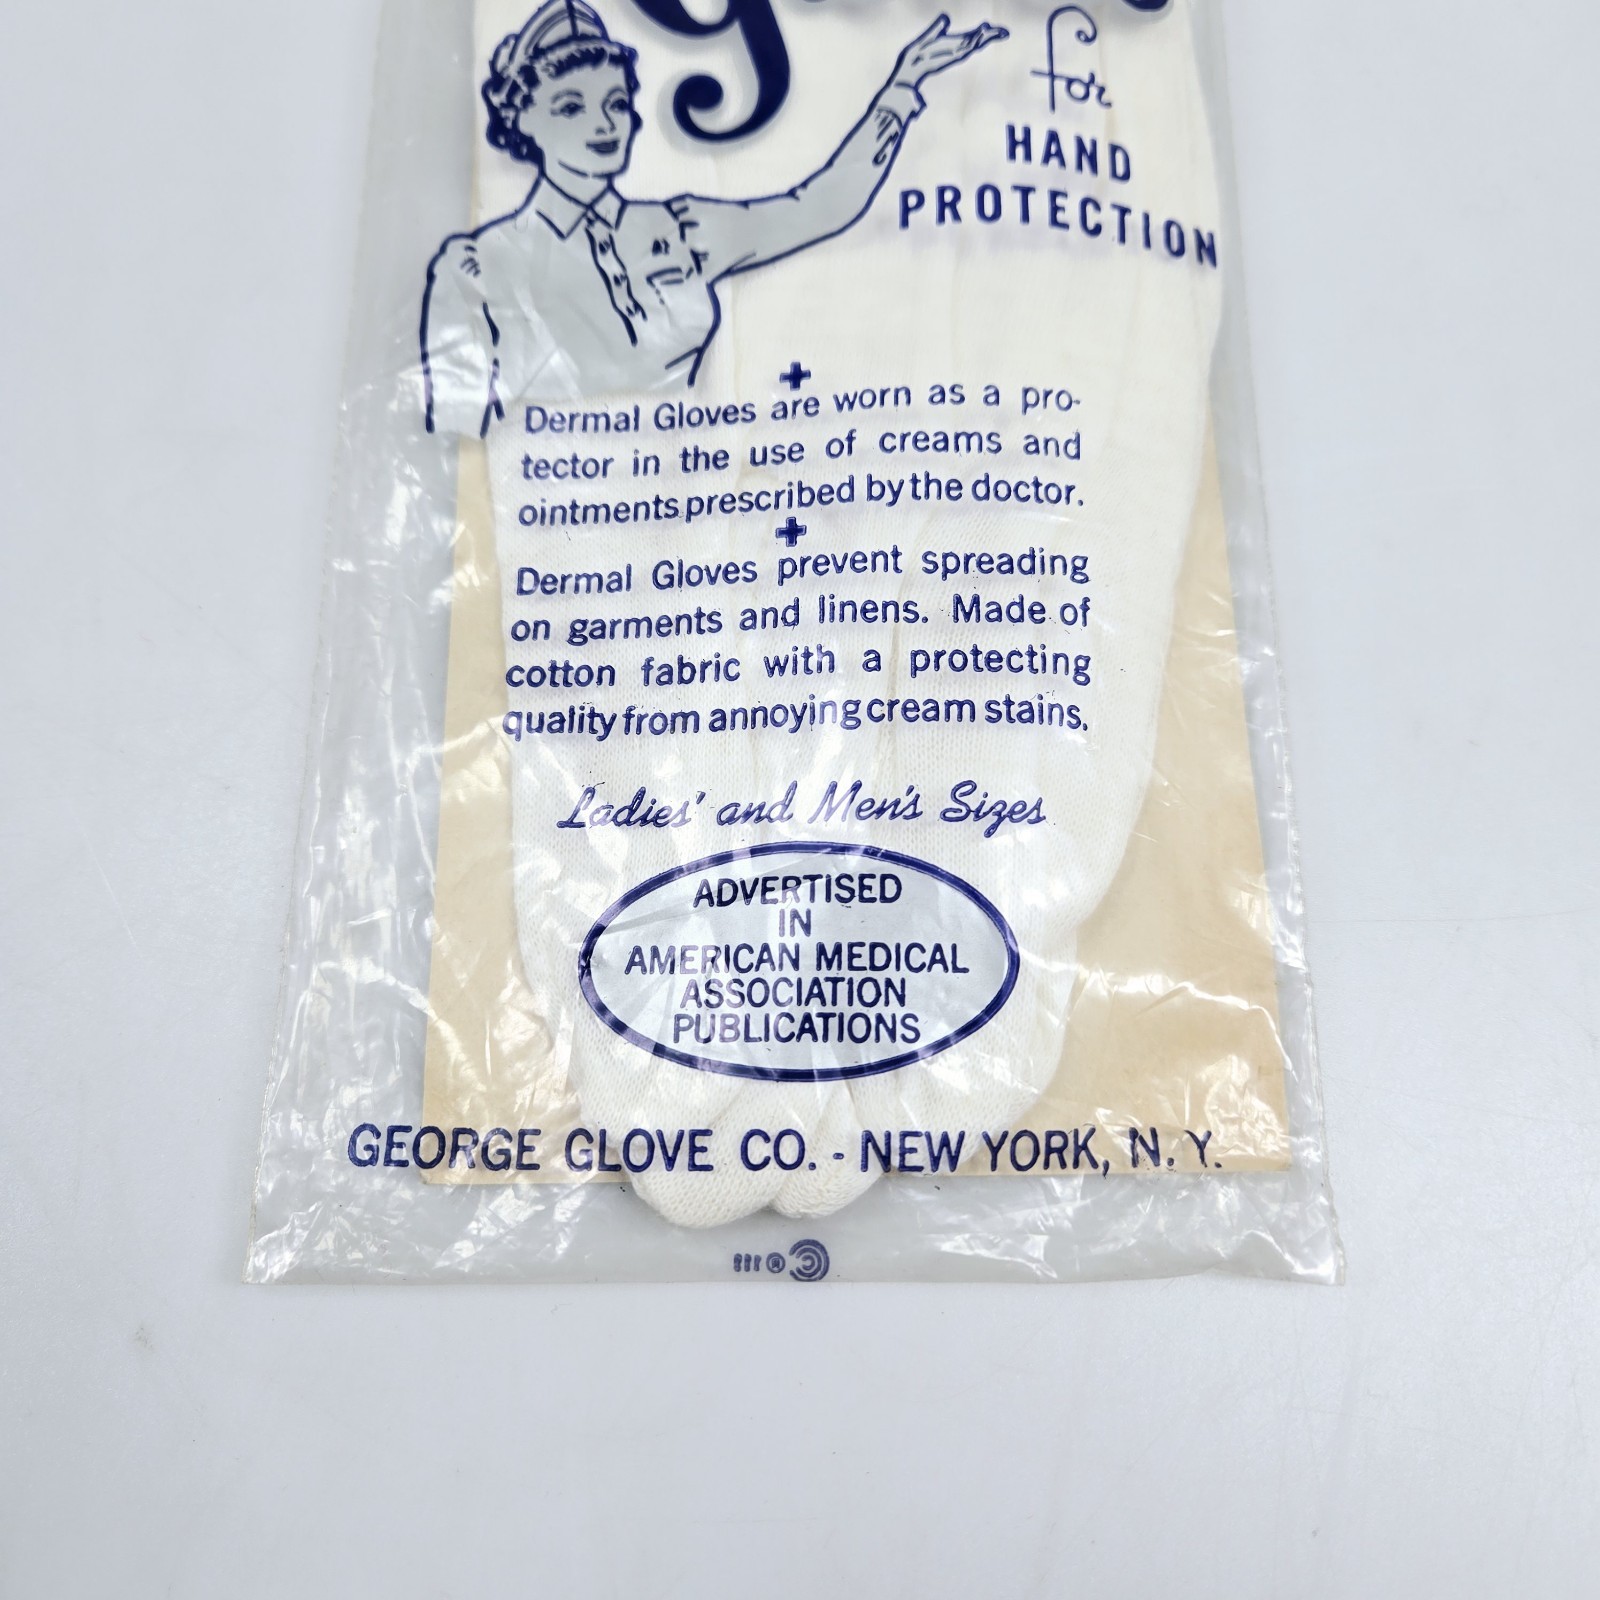 for
HAND
PROTECTION
Dermal Gloves are worn as a pro-
tector in the use of creams and
ointments prescribed by the doctor.
Dermal Gloves prevent spreading
on garments and linens. Made of
cotton fabric with a protecting
quality from annoying cream stains.
Ladies' and Men's Sizes
ADVERTISED
IN
AMERICAN MEDICAL
ASSOCIATION
PUBLICATIONS
GEORGE GLOVE CO. - NEW YORK, N. Y.